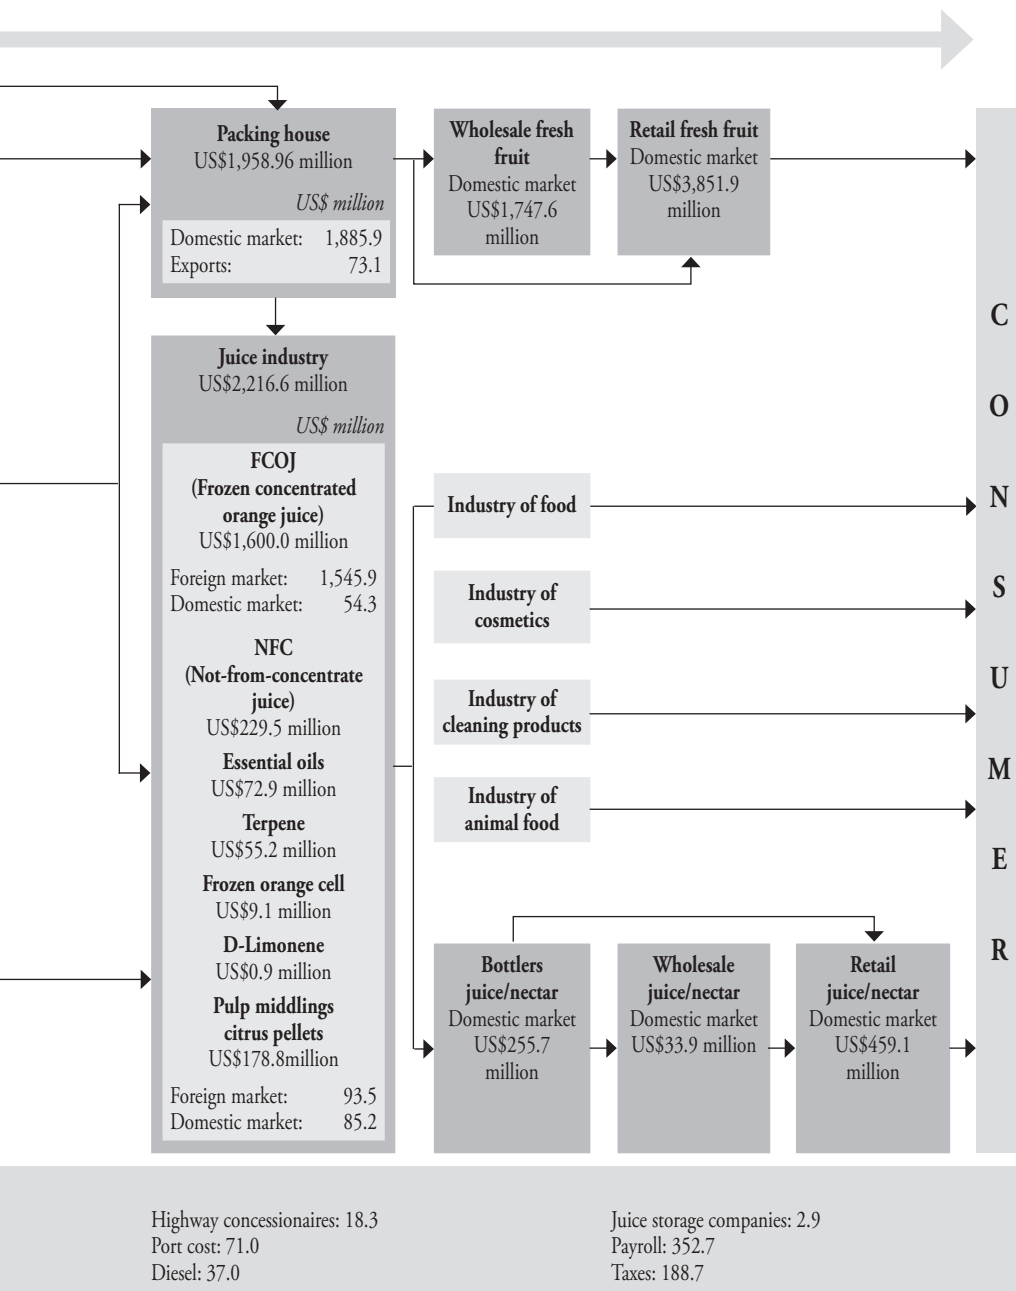 Packing house
US$1,958.96 million
US$ million
Domestic market: 1,885.9
Exports: 73.1
Wholesale fresh
fruit
Domestic market
US$1,747.6
million
Retail fresh fruit
Domestic market
US$3,851.9
million
Juice industry
US$2,216.6 million
US$ million
FCOJ
(Frozen concentrated
orange juice)
US$1,600.0 million
Foreign market: 1,545.9
Domestic market: 54.3
NFC
(Not-from-concentrate
juice)
US$229.5 million
Essential oils
US$72.9 million
Terpene
US$55.2 million
Frozen orange cell
US$9.1 million
D-Limonene
US$0.9 million
Pulp middlings
citrus pellets
US$178.8million
Foreign market: 93.5
Domestic market: 85.2
Industry of food
Industry of
cosmetics
Industry of
cleaning products
Industry of
animal food
Bottlers
juice/nectar
Domestic market
US$255.7
million
Wholesale
juice/nectar
Domestic market
US$33.9 million
Retail
juice/nectar
Domestic market
US$459.1
million
C
O
N
S
U
M
E
R
Highway concessionaires: 18.3
Port cost: 71.0
Diesel: 37.0
Juice storage companies: 2.9
Payroll: 352.7
Taxes: 188.7